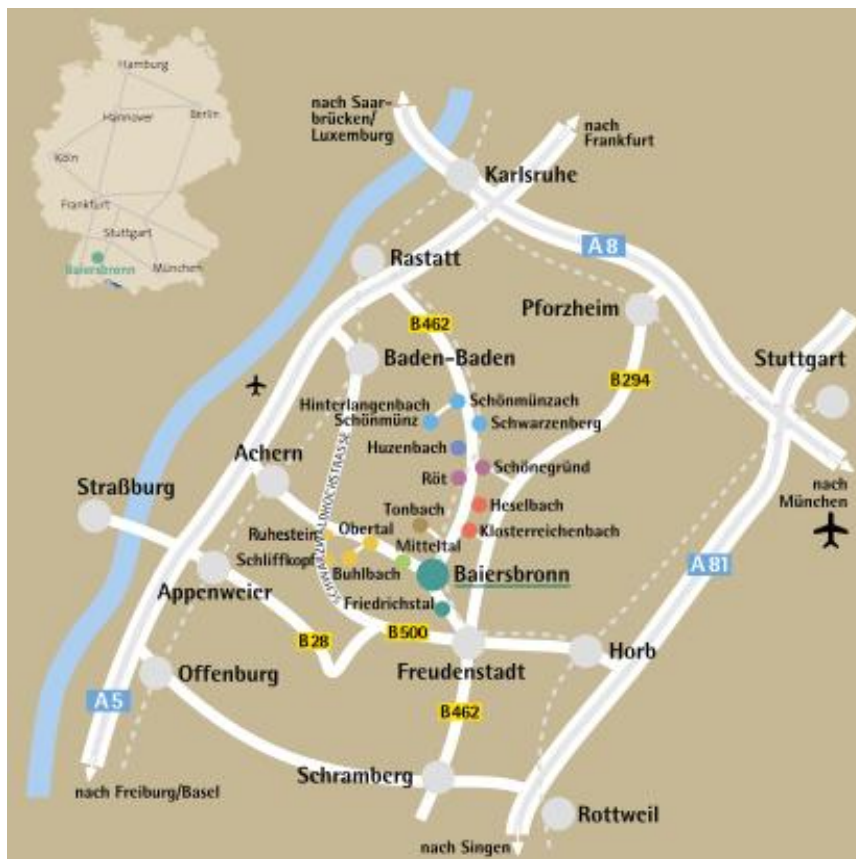 Hamburg
Hannover
Berlin
Köln
Frankfurt
Stuttgart
Baiersbronn
München
nach Saar-
brücken/
Luxemburg
nach
Frankfurt
Karlsruhe
A 8
Rastatt
Pforzheim
B462
Stuttgart
Baden-Baden
B294
Hinterlangenbach
Schönmünzach
Schönmünz
Schwarzenberg
Huzenbach
Achern
Schönegründ
Röt
SCHWARZWALDHOCHSTRASSE
Straßburg
nach
München
Tonbach
Heselbach
Ruhestein
Obertal
Klosterreichenbach
Mitteltal
Schliffkopf
Buhlbach
Baiersbronn
A 81
Appenweier
Friedrichstal
B28
B500
Offenburg
Freudenstadt
Horb
A 5
B462
Schramberg
nach Freiburg/Basel
Rottweil
nach Singen